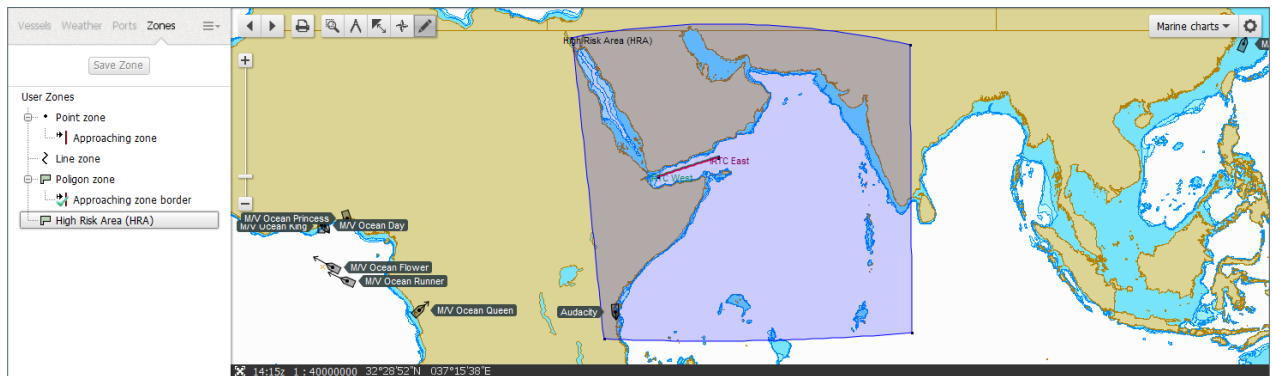 Vessels Weather Ports Zones
Save Zone
User Zones
Point zone
Approaching zone
Line zone
Poligon zone
Approaching zone border
High Risk Area (HRA)
Marine charts
High Risk Area (HRA)
IRTC East
IRTC West
M/V Ocean Princess
M/V Ocean King
M/V Ocean Day
M/V Ocean Flower
M/V Ocean Runner
M/V Ocean Queen
Audacity
14:15z 1 : 40000000 32°28'52"N 037°15'38"E